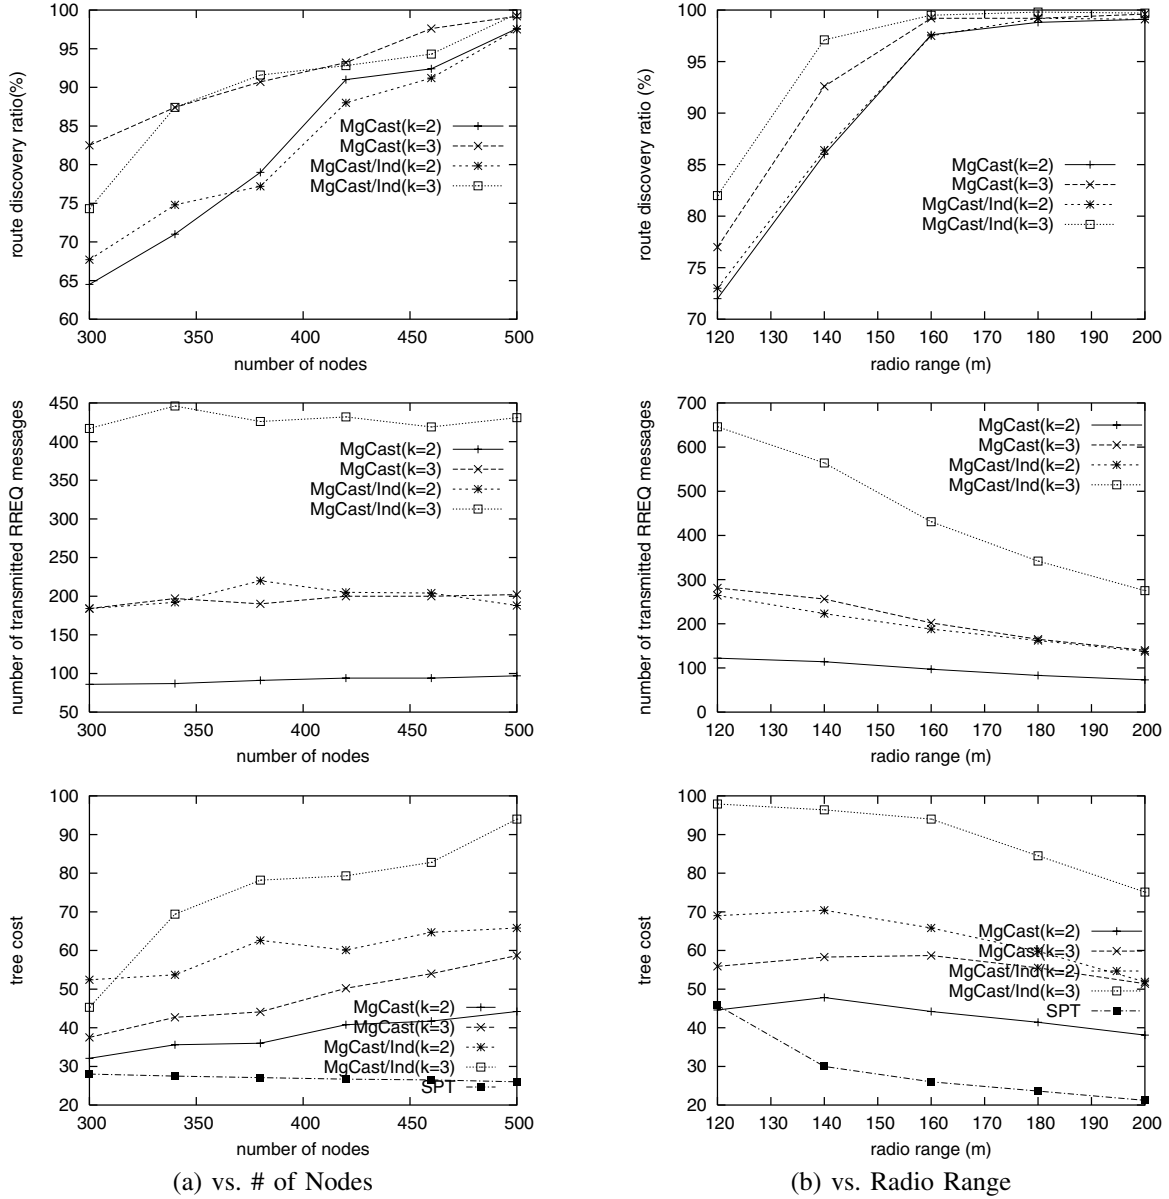 100
95
90
85
80
75
70
65
60
300
350
400
450
500
route discovery ratio(%)
number of nodes
MgCast(k=2)
MgCast(k=3)
MgCast/Ind(k=2)
MgCast/Ind(k=3)
100
95
90
85
80
75
70
120 130 140 150 160 170 180 190 200
route discovery ratio (%)
radio range (m)
MgCast(k=2)
MgCast(k=3)
MgCast/Ind(k=2)
MgCast/Ind(k=3)
450
400
350
300
250
200
150
100
50
300
350
400
450
500
number of transmitted RREQ messages
number of nodes
MgCast(k=2)
MgCast(k=3)
MgCast/Ind(k=2)
MgCast/Ind(k=3)
700
600
500
400
300
200
100
0
120 130 140 150 160 170 180 190 200
number of transmitted RREQ messages
radio range (m)
MgCast(k=2)
MgCast(k=3)
MgCast/Ind(k=2)
MgCast/Ind(k=3)
100
90
80
70
60
50
40
30
20
300
350
400
450
500
tree cost
number of nodes
MgCast(k=2)
MgCast(k=3)
MgCast/Ind(k=2)
MgCast/Ind(k=3)
SPT
100
90
80
70
60
50
40
30
20
120 130 140 150 160 170 180 190 200
tree cost
radio range (m)
MgCast(k=2)
MgCast(k=3)
MgCast/Ind(k=2)
MgCast/Ind(k=3)
SPT
(a) vs. # of Nodes
(b) vs. Radio Range